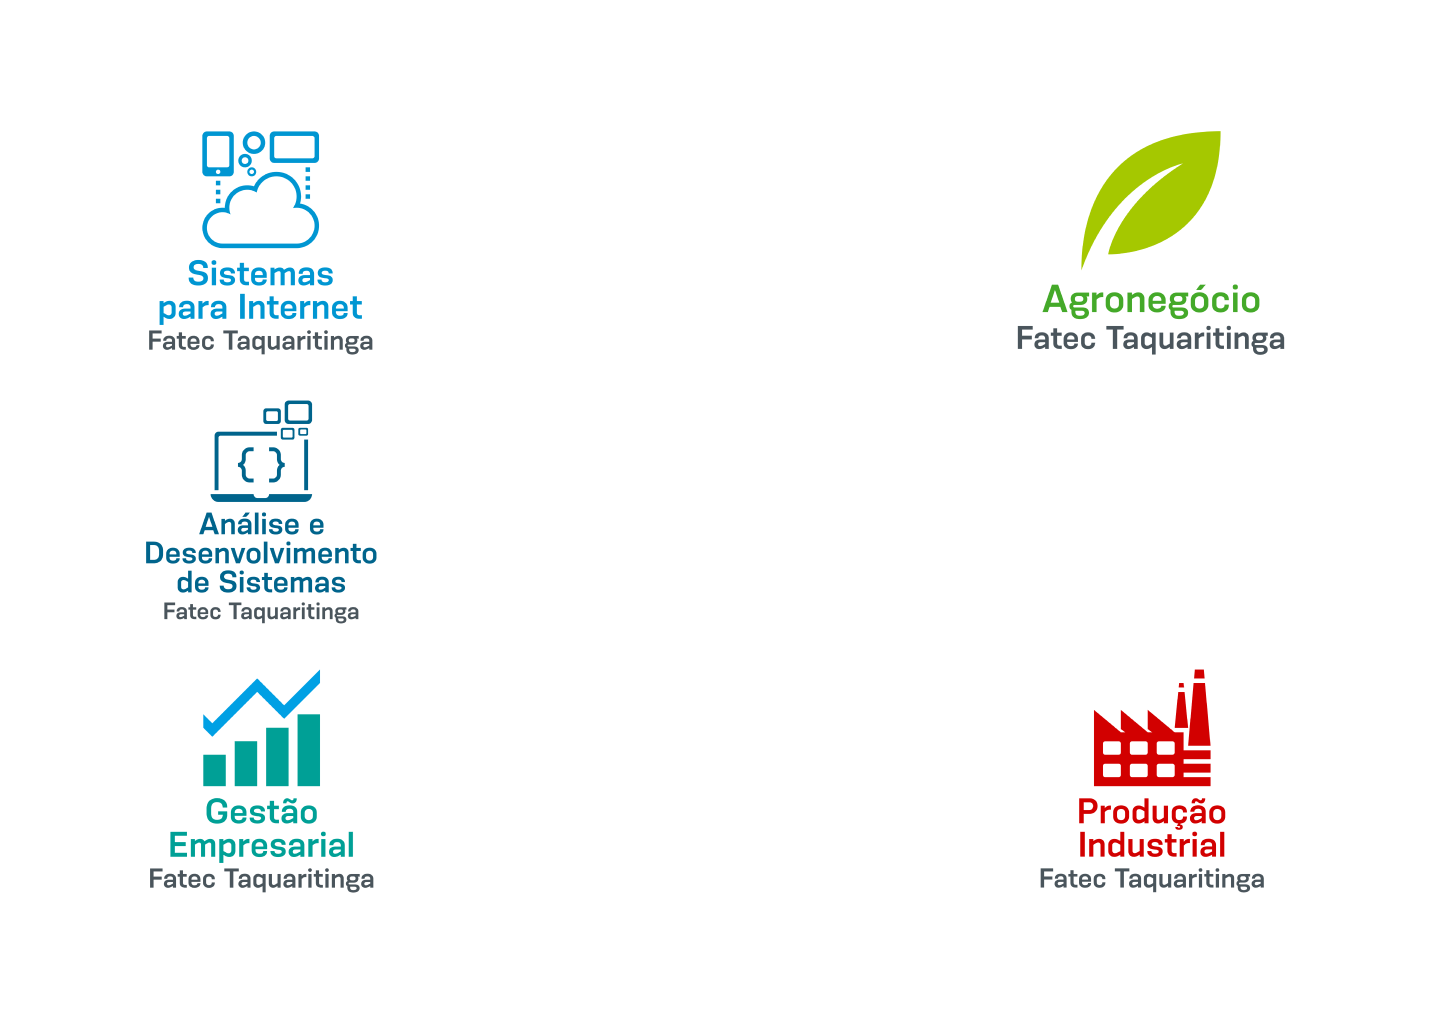 Sistemas
para Internet
Fatec Taquaritinga
Agronegócio
Fatec Taquaritinga
{ }
Análise e
Desenvolvimento
de Sistemas
Fatec Taquaritinga
Gestão
Empresarial
Fatec Taquaritinga
Produção
Industrial
Fatec Taquaritinga